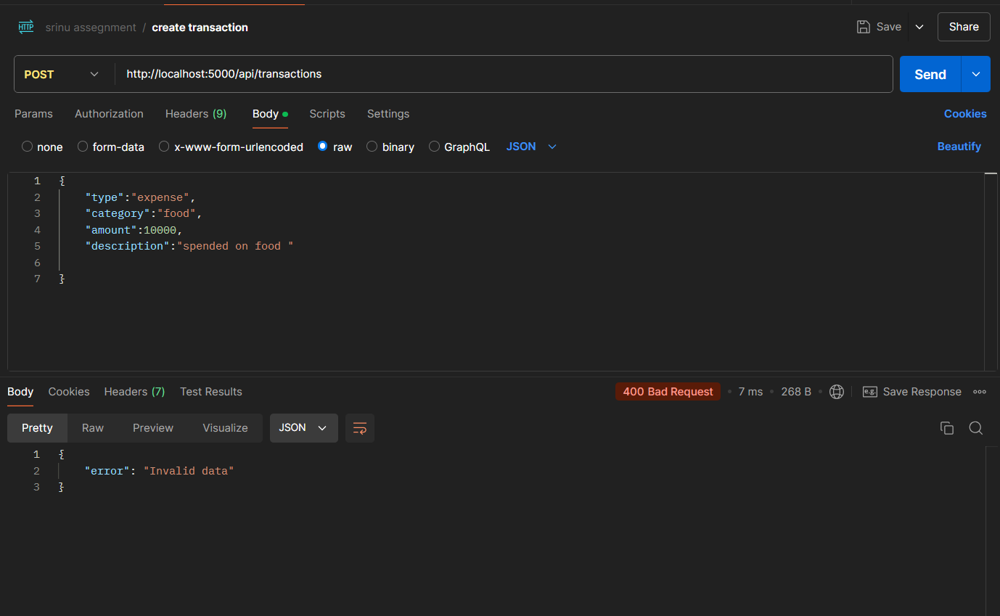 HTTP srinu assegnment / create transaction Save Share
POST http://localhost:5000/api/transactions Send
Params Authorization Headers (9) Body Scripts Settings Cookies
none form-data x-www-form-urlencoded raw binary GraphQL JSON Beautify
1 {
2 "type":"expense",
3 "category":"food",
4 "amount":10000,
5 "description":"spended on food "
6
7 }
Body Cookies Headers (7) Test Results 400 Bad Request • 7 ms • 268 B • e.g. Save Response
Pretty Raw Preview Visualize JSON
1 {
2 "error": "Invalid data"
3 }